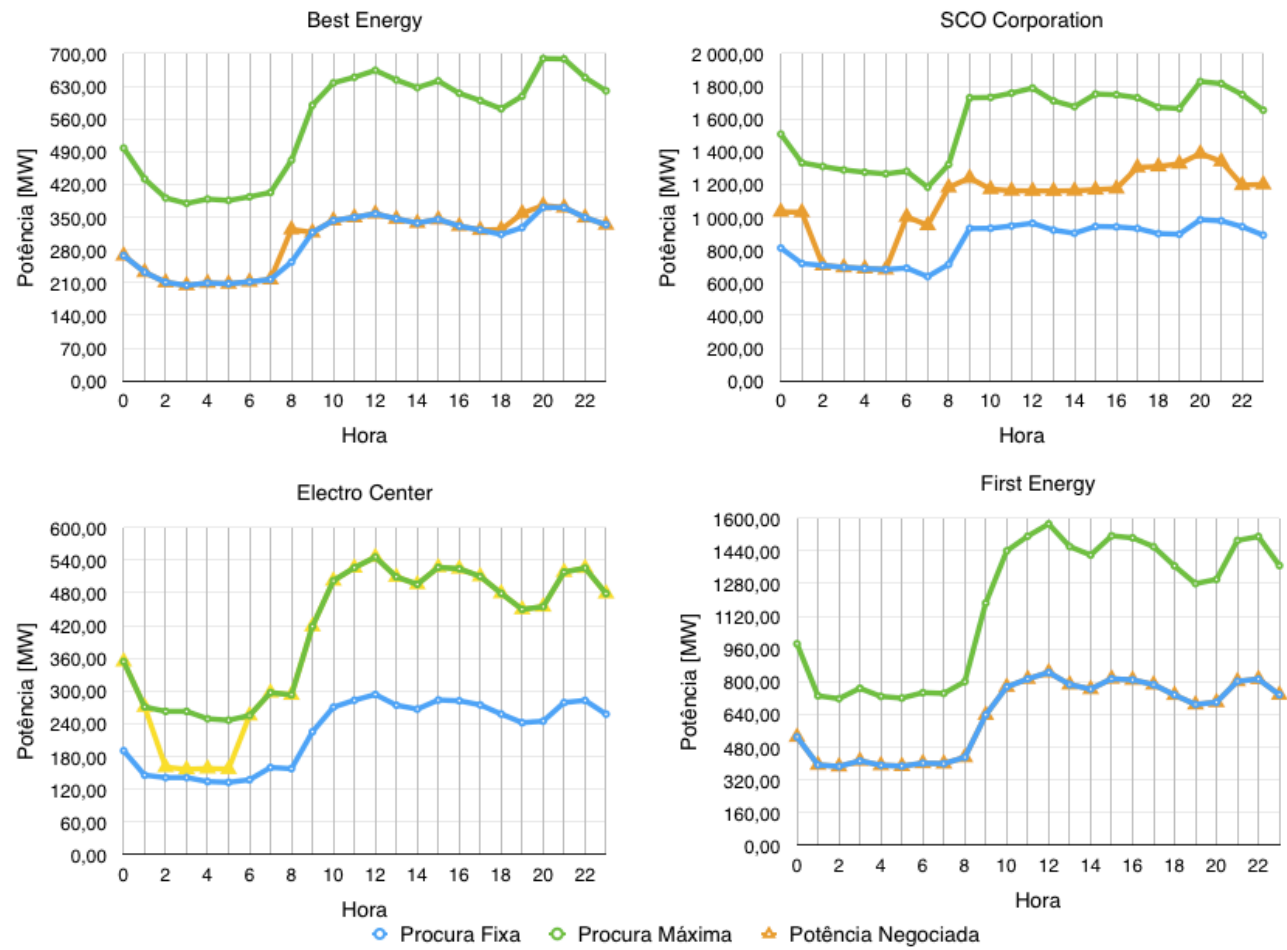 Best Energy
700,00
630,00
560,00
490,00
420,00
350,00
280,00
210,00
140,00
70,00
0,00
Potência [MW]
0 2 4 6 8 10 12 14 16 18 20 22
Hora
SCO Corporation
2 000
1 800,00
1 600,00
1 400,00
1 200,00
1 000,00
800,00
600,00
400,00
200,00
0,00
Potência [MW]
0 2 4 6 8 10 12 14 16 18 20 22
Hora
Electro Center
600,00
540,00
480,00
420,00
360,00
300,00
240,00
180,00
120,00
60,00
0,00
Potência [MW]
0 2 4 6 8 10 12 14 16 18 20 22
Hora
First Energy
1600,00
1440,00
1280,00
1120,00
960,00
800,00
640,00
480,00
320,00
160,00
0,00
Potência [MW]
0 2 4 6 8 10 12 14 16 18 20 22
Hora
Procura Fixa Procura Máxima Potência Negociada